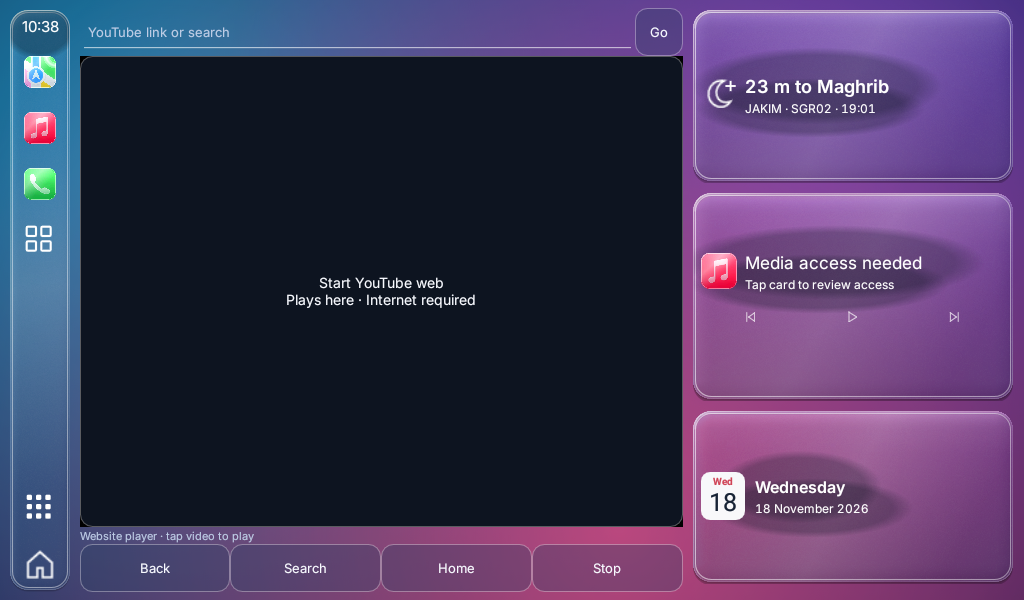 10:38
YouTube link or search
Go
Start YouTube web
Plays here · Internet required
Website player · tap video to play
Back
Search
Home
Stop
23 m to Maghrib
JAKIM · SGR02 · 19:01
Media access needed
Tap card to review access
Wed
18
Wednesday
18 November 2026